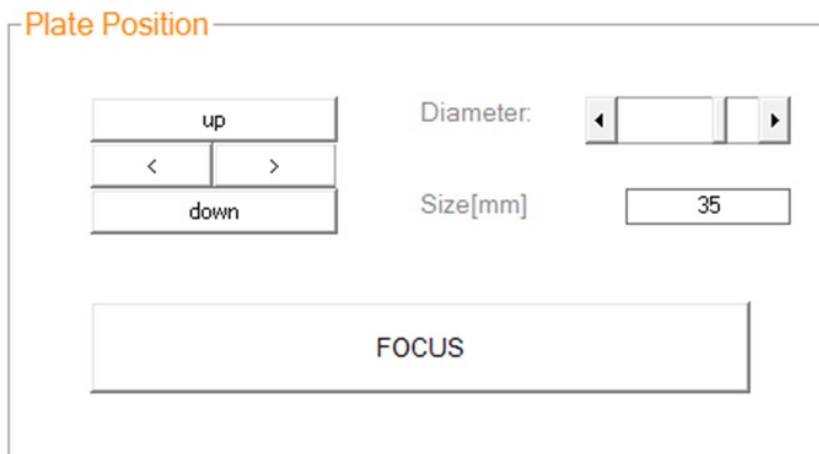 Plate Position
up
< >
down
Diameter:
Size[mm] 35
FOCUS